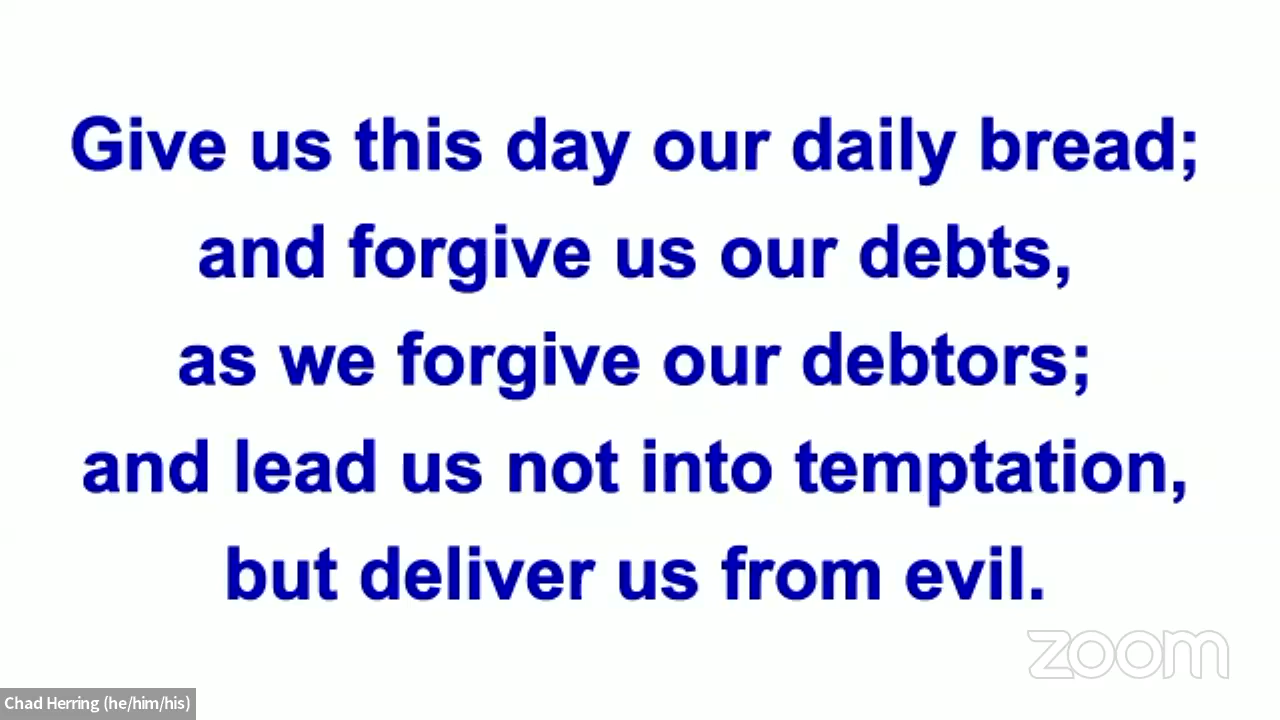 Give us this day our daily bread;
and forgive us our debts,
as we forgive our debtors;
and lead us not into temptation,
but deliver us from evil.
zoom
Chad Herring (he/him/his)